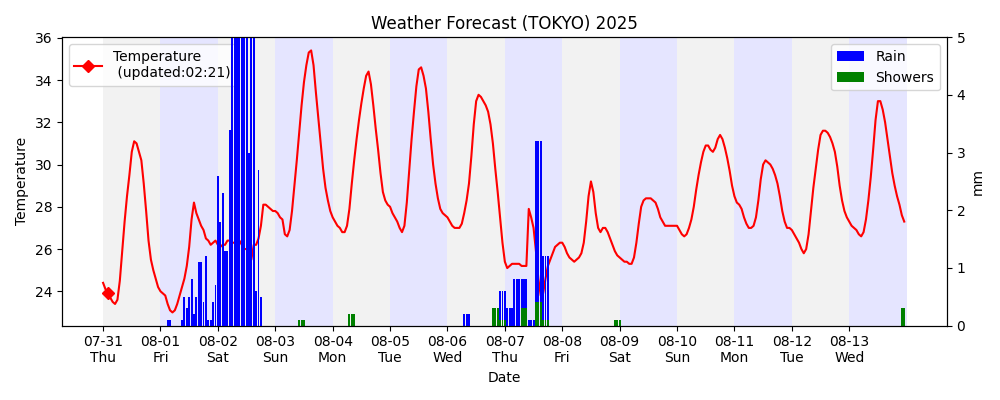 Weather Forecast (TOKYO) 2025
Temperature
(updated:02:21)
Rain
Showers
Temperature
36
34
32
30
28
26
24
5
4
3
2
1
0
mm
07-31 08-01 08-02 08-03 08-04 08-05 08-06 08-07 08-08 08-09 08-10 08-11 08-12 08-13
Thu Fri Sat Sun Mon Tue Wed Thu Fri Sat Sun Mon Tue Wed
Date